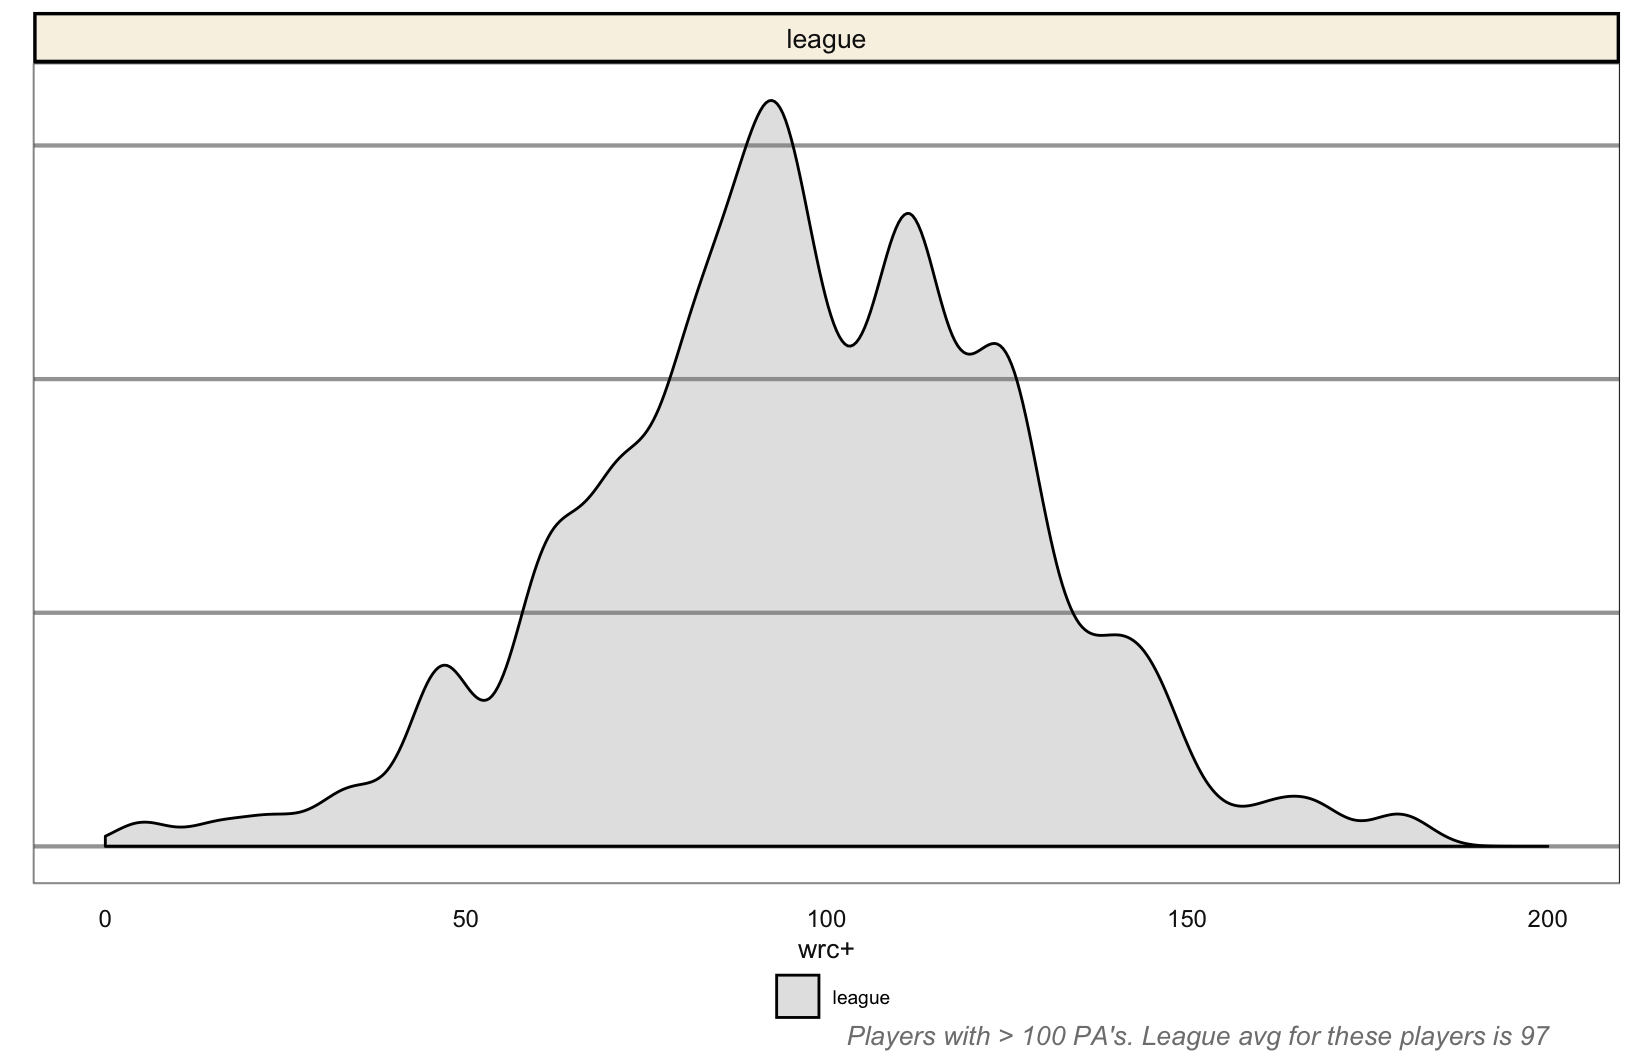 league
0 50 100 150 200
wrc+
league
Players with > 100 PA's. League avg for these players is 97